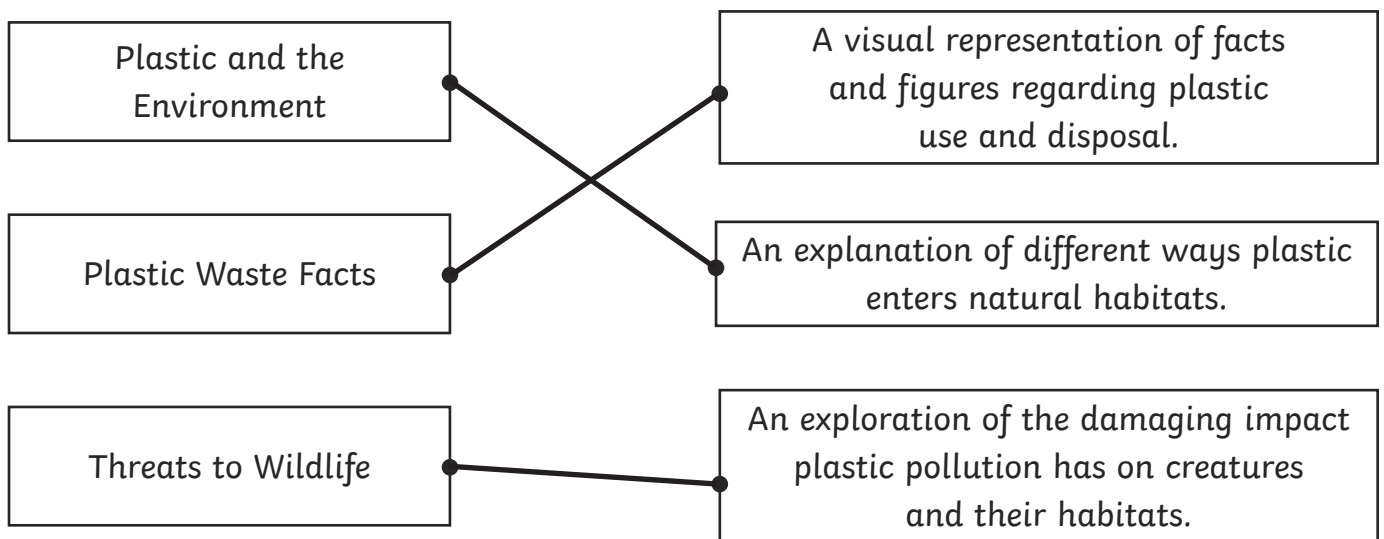 Plastic and the
Environment
A visual representation of facts
and figures regarding plastic
use and disposal.
Plastic Waste Facts
An explanation of different ways plastic
enters natural habitats.
Threats to Wildlife
An exploration of the damaging impact
plastic pollution has on creatures
and their habitats.